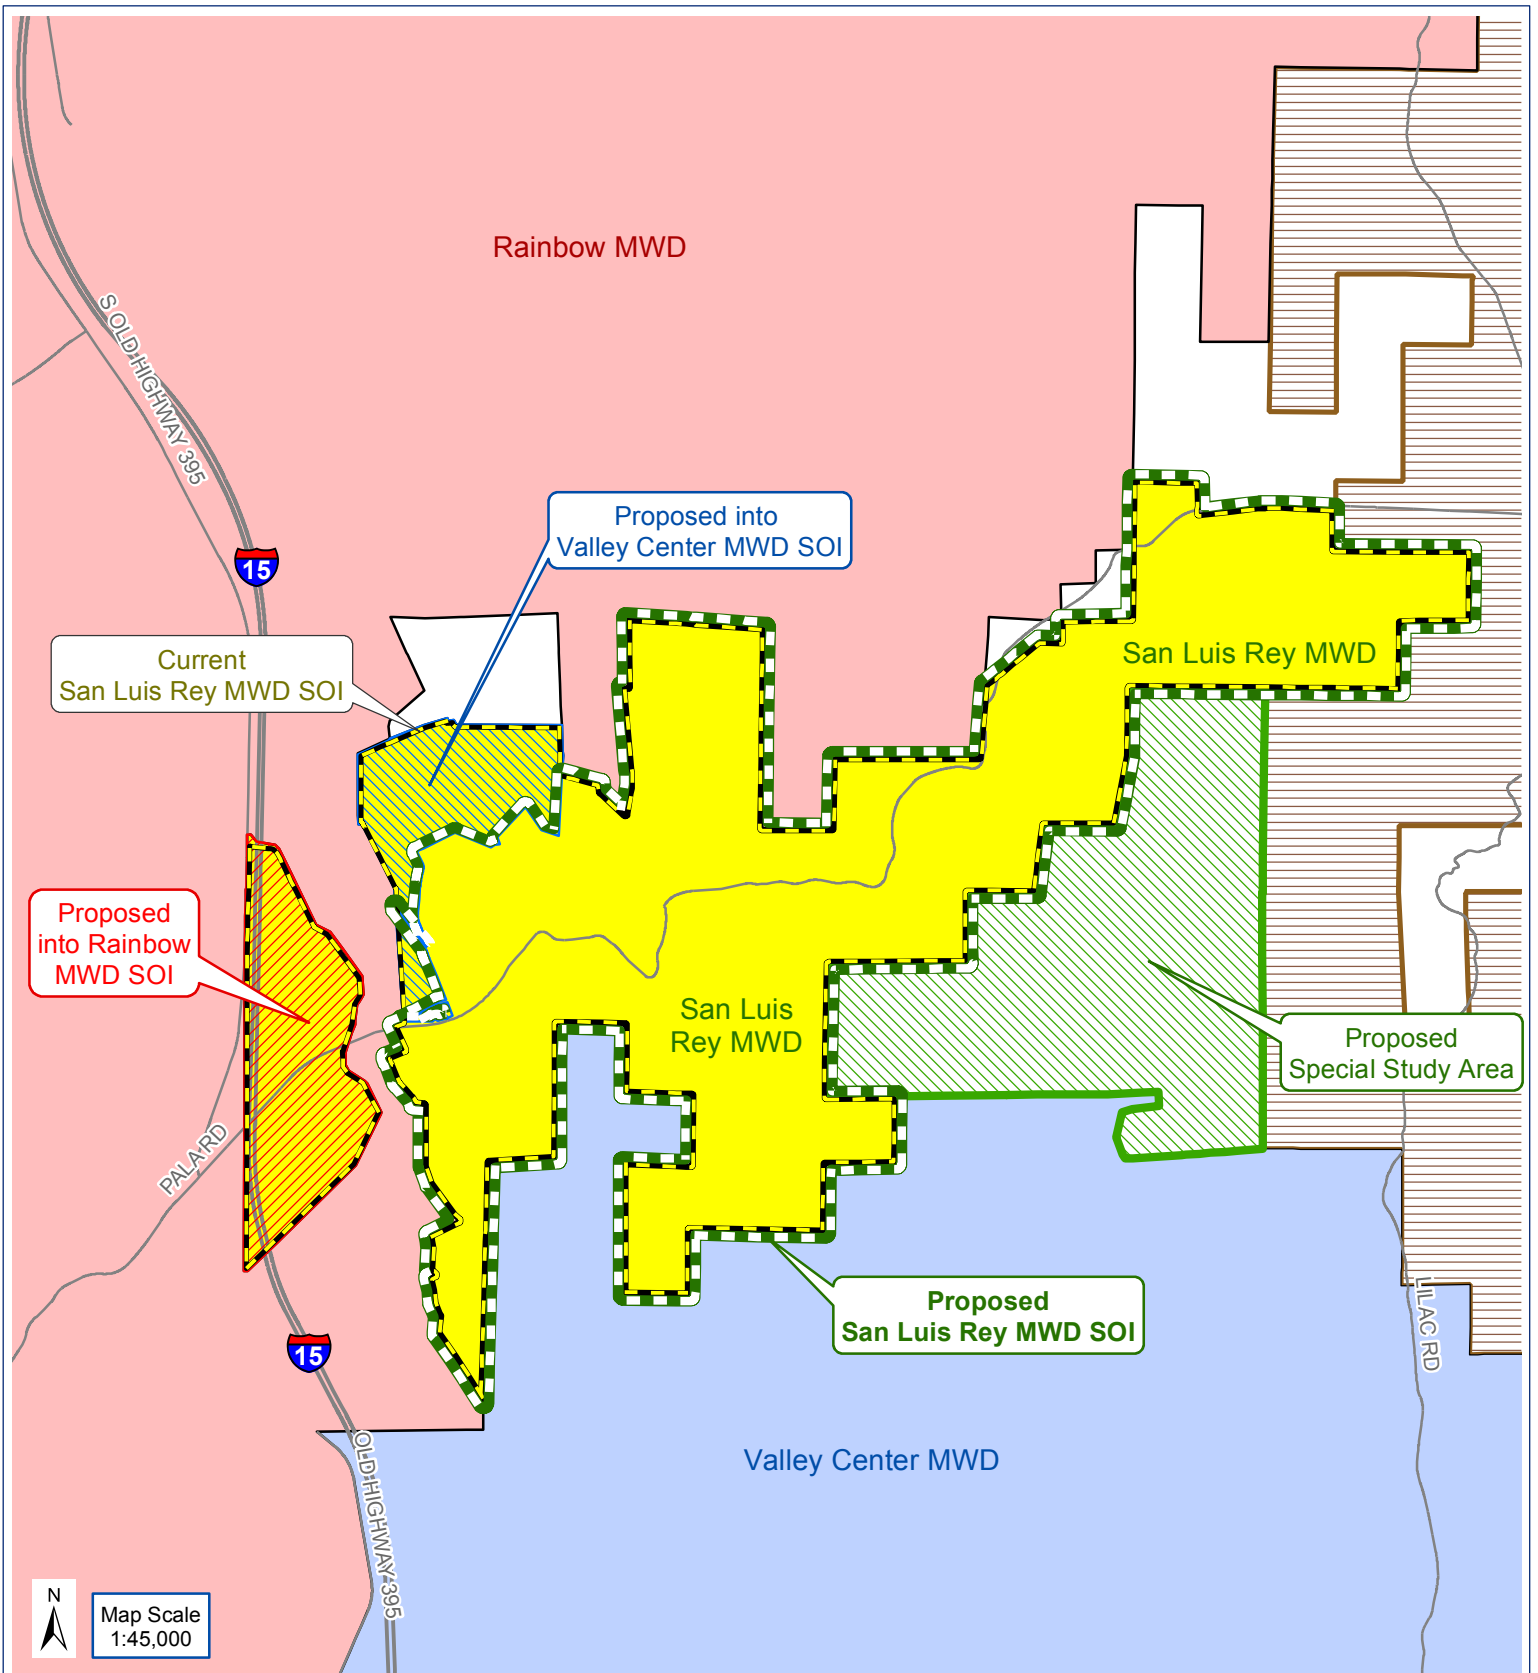 Rainbow MWD
S OLD HIGHWAY 395
Proposed into
Valley Center MWD SOI
15
Current
San Luis Rey MWD SOI
San Luis Rey MWD
Proposed
into Rainbow
MWD SOI
San Luis
Rey MWD
Proposed
Special Study Area
PALA RD
Proposed
San Luis Rey MWD SOI
15
LILAC RD
Valley Center MWD
OLD HIGHWAY 395
N
Map Scale
1:45,000